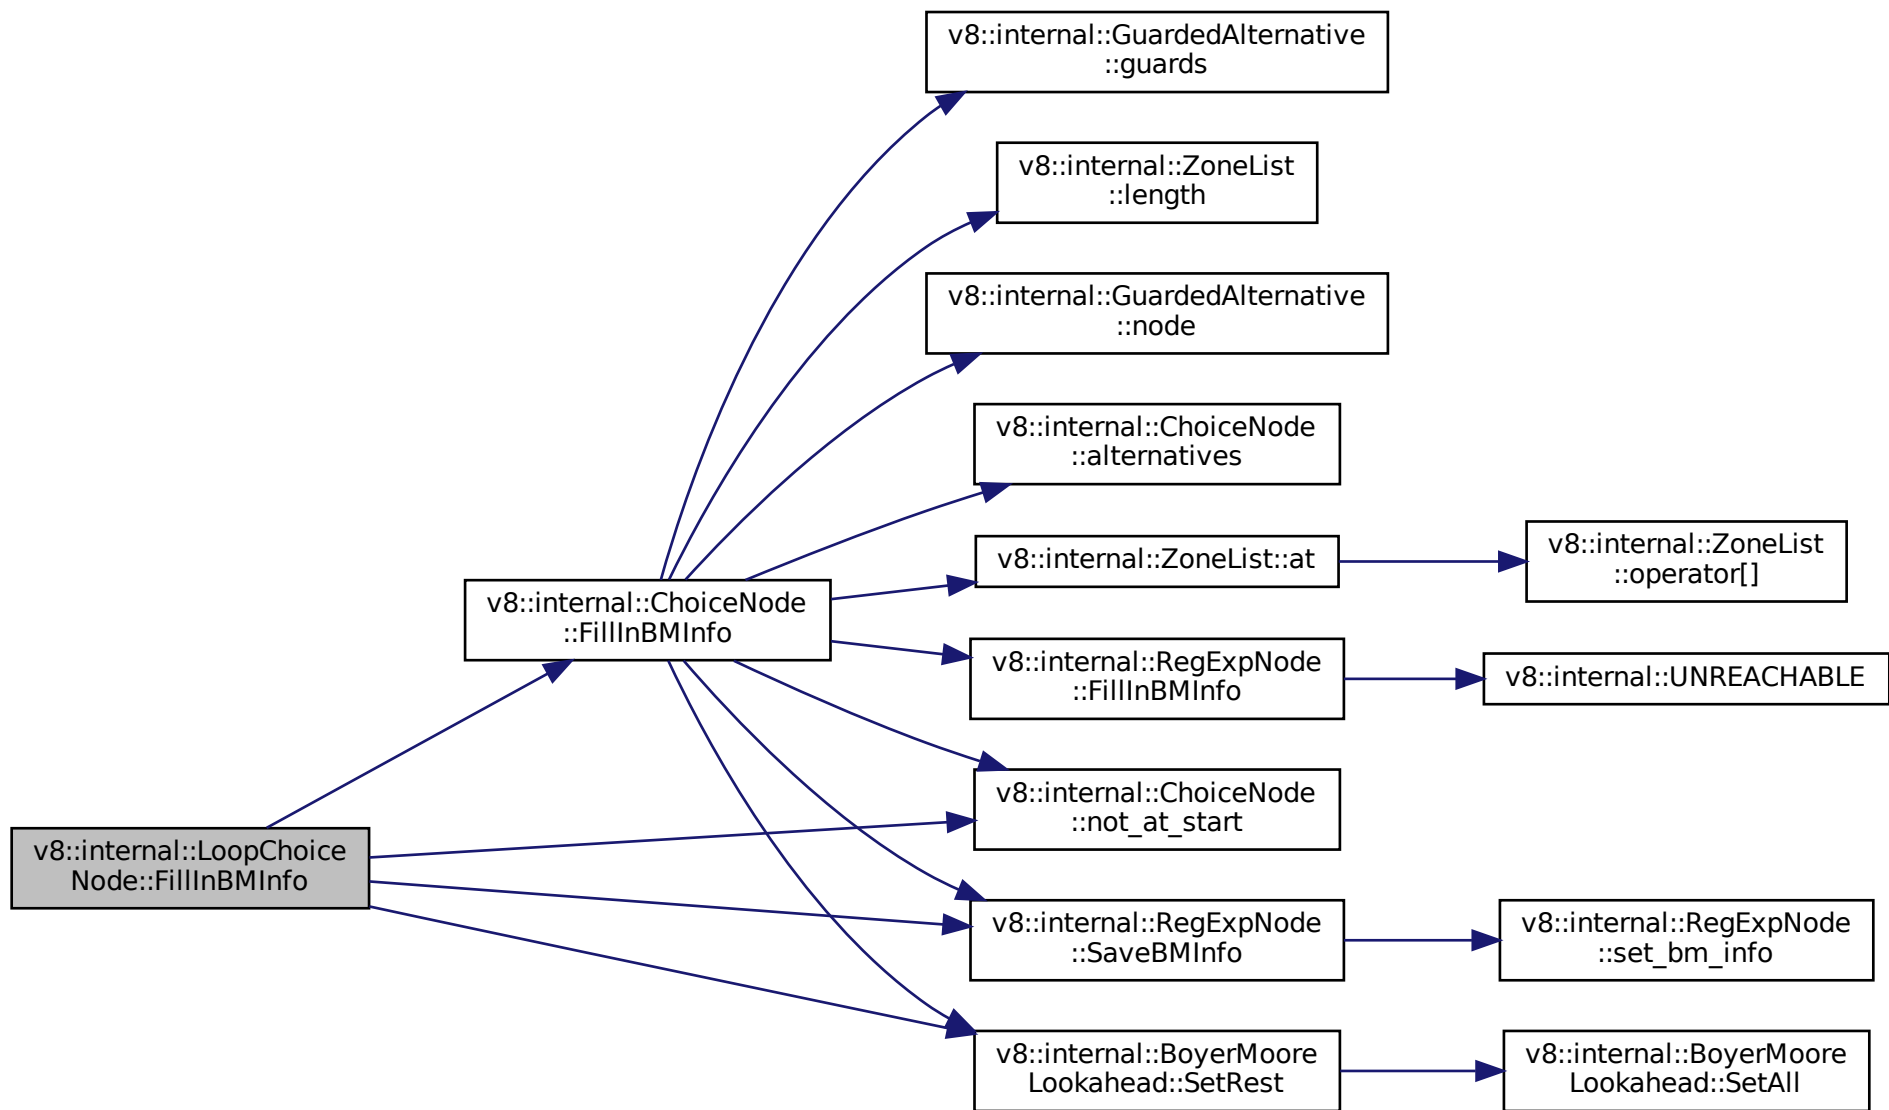 v8::internal::GuardedAlternative
::guards
v8::internal::ZoneList
::length
v8::internal::GuardedAlternative
::node
v8::internal::ChoiceNode
::alternatives
v8::internal::ZoneList::at
v8::internal::ZoneList
::operator[]
v8::internal::ChoiceNode
::FillInBMInfo
v8::internal::RegExpNode
::FillInBMInfo
v8::internal::UNREACHABLE
v8::internal::ChoiceNode
::not_at_start
v8::internal::LoopChoice
Node::FillInBMInfo
v8::internal::RegExpNode
::SaveBMInfo
v8::internal::RegExpNode
::set_bm_info
v8::internal::BoyerMoore
Lookahead::SetRest
v8::internal::BoyerMoore
Lookahead::SetAll